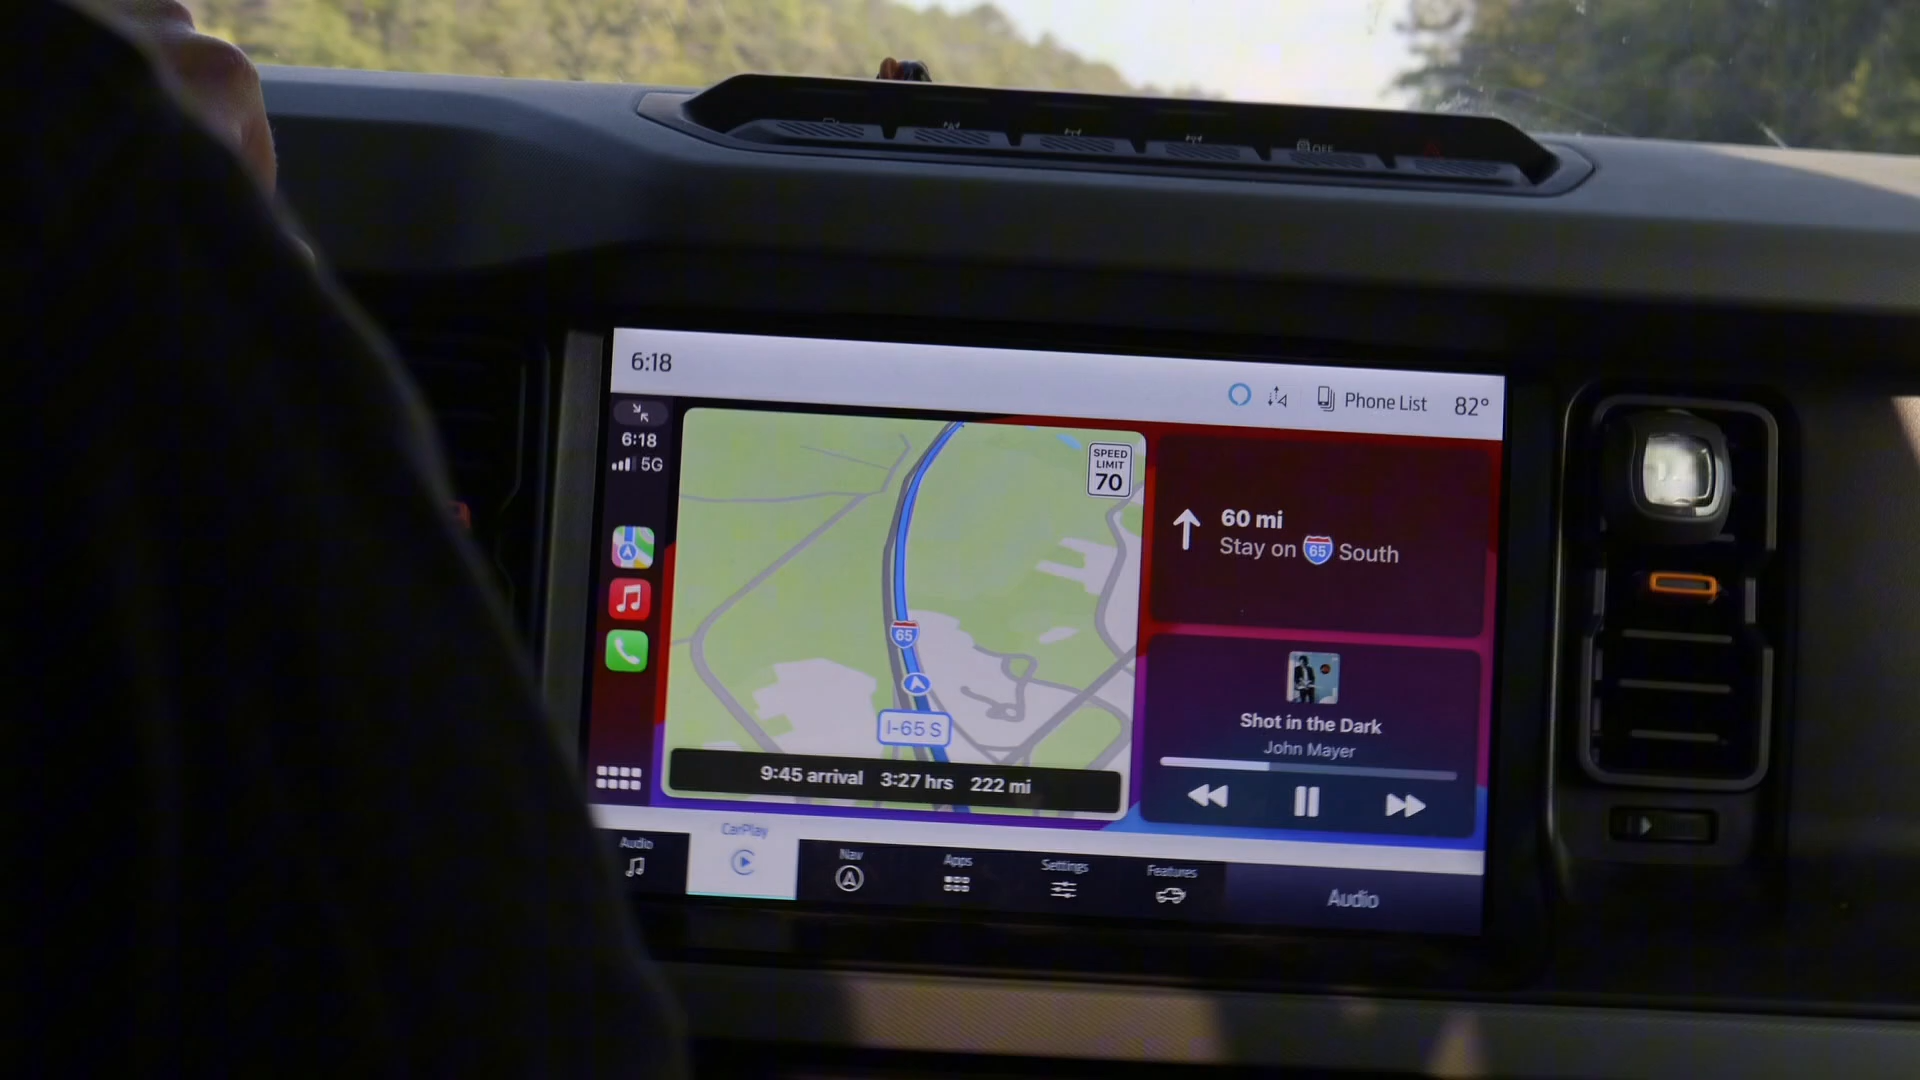 OFF
6:18
Phone List 82°
6:18
5G
SPEED
LIMIT
70
60 mi
Stay on 65 South
65
I-65 S
9:45 arrival 3:27 hrs 222 mi
Shot in the Dark
John Mayer
Audio
CarPlay
Nav
Apps
Settings
Features
Audio